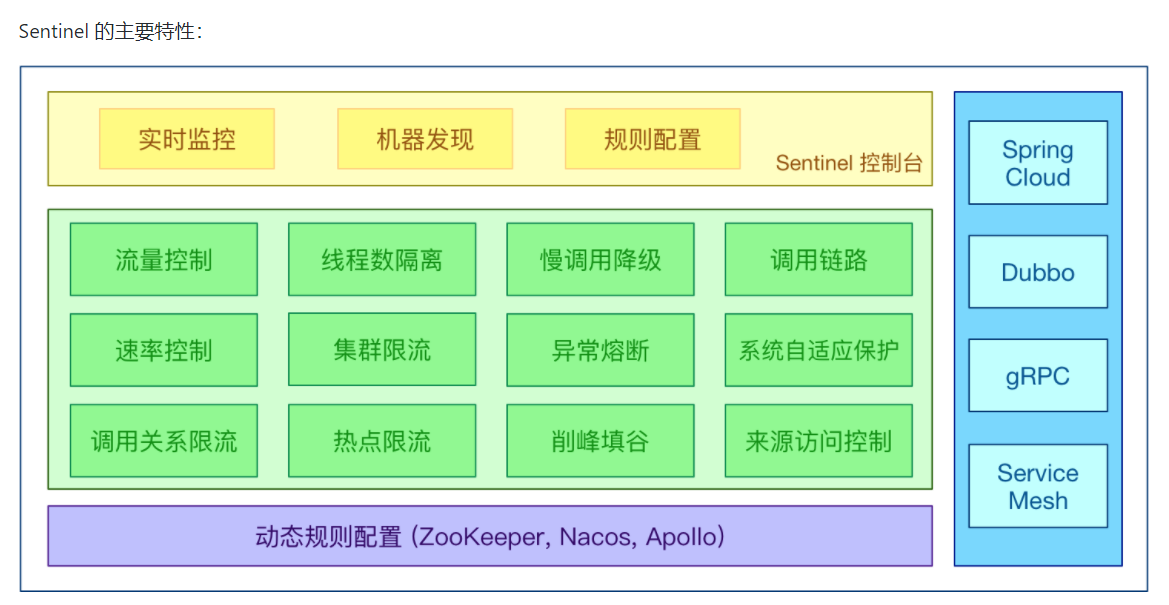 Sentinel 的主要特性：
实时监控
机器发现
规则配置
Sentinel 控制台
流量控制
线程数隔离
慢调用降级
调用链路
速率控制
集群限流
异常熔断
系统自适应保护
调用关系限流
热点限流
削峰填谷
来源访问控制
动态规则配置 (ZooKeeper, Nacos, Apollo)
Spring
Cloud
Dubbo
gRPC
Service
Mesh